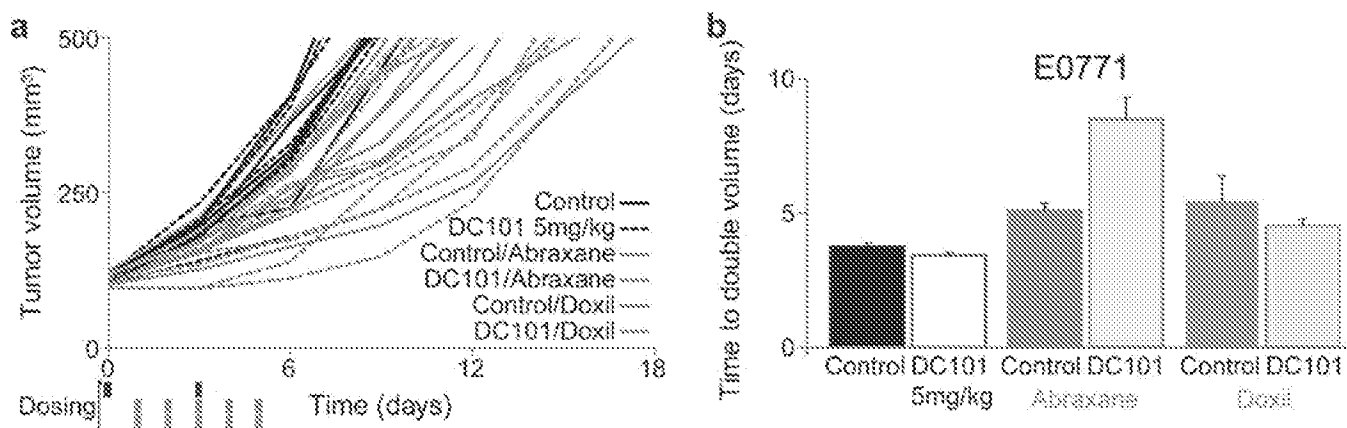 a
500
250
0
Tumor volume (mm³)
Control
DC101 5mg/kg
Control/Abraxane
DC101/Abraxane
Control/Doxil
DC101/Doxil
0 6 12 18
Dosing
Time (days)
b
E0771
10
5
0
Time to double volume (days)
Control DC101 Control DC101 Control DC101
5mg/kg Abraxane Doxil